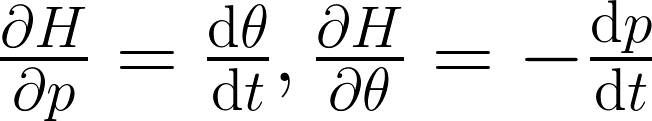 ∂H/∂p = dθ/dt, ∂H/∂θ = −dp/dt